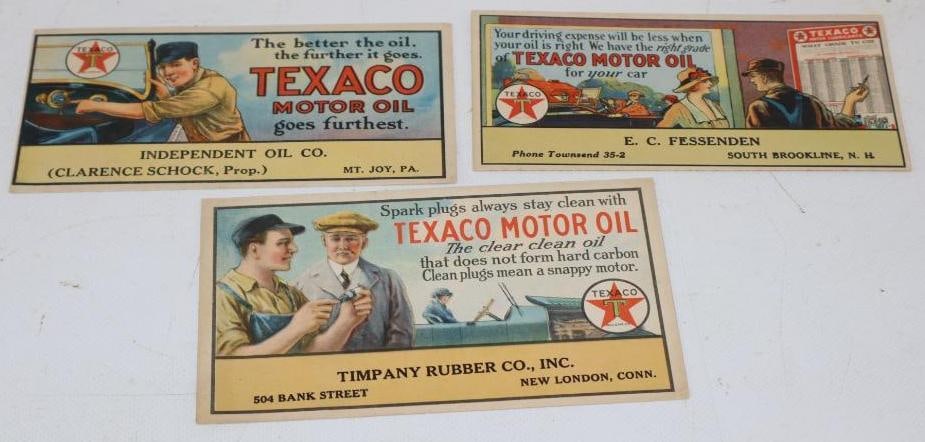 The better the oil.
the further it goes.
TEXACO
MOTOR OIL
goes furthest.
TEXACO
T
INDEPENDENT OIL CO.
(CLARENCE SCHOCK, Prop.) MT. JOY, PA.
Your driving expense will be less when
your oil is right We have the right grade
of TEXACO MOTOR OIL
for your car
TEXACO
T
TEXACO
WHAT GRADE TO USE
E. C. FESSENDEN
Phone Townsend 35-2 SOUTH BROOKLINE, N. H.
Spark plugs always stay clean with
TEXACO MOTOR OIL
The clear clean oil
that does not form hard carbon
Clean plugs mean a snappy motor.
TEXACO
T
TIMPANY RUBBER CO., INC.
504 BANK STREET NEW LONDON, CONN.